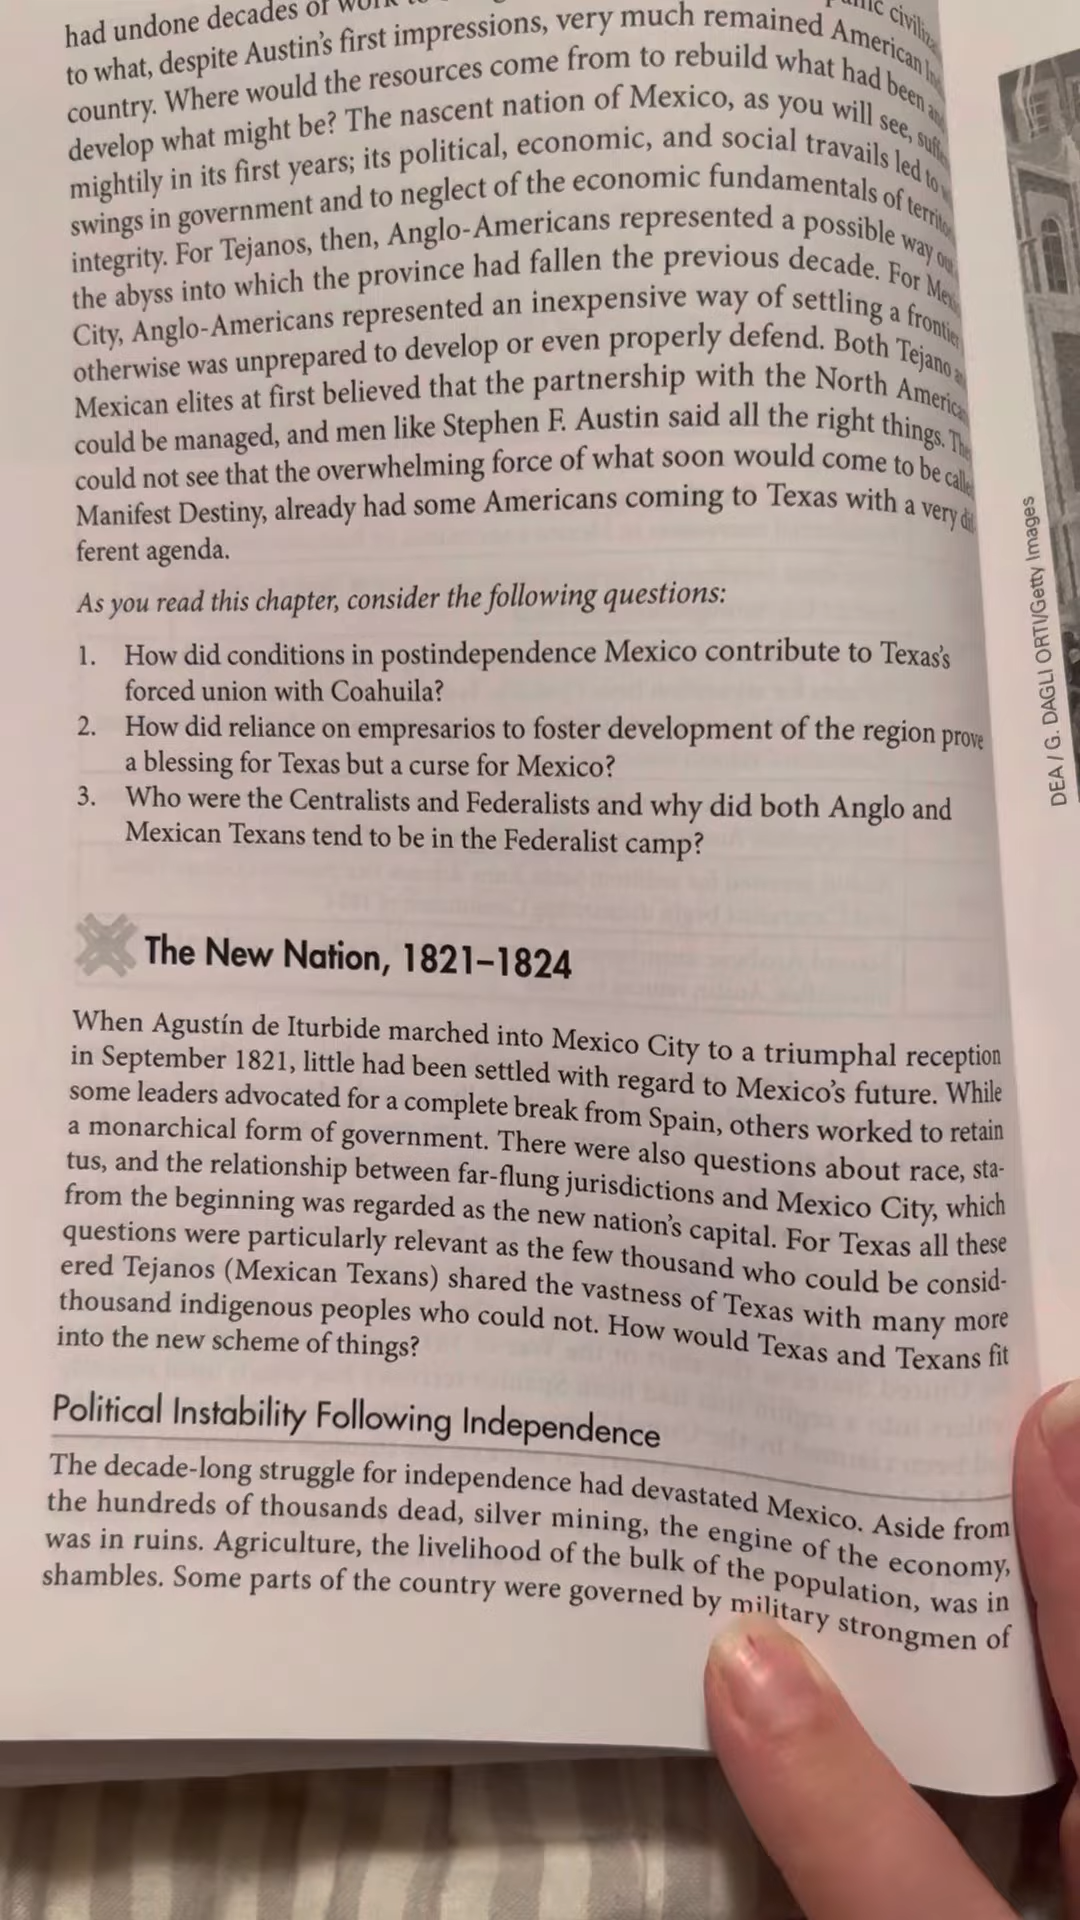 had undone decades of
to what, despite Austin's first impressions, very much remained American
country. Where would the resources come from to rebuild what had been
develop what might be? The nascent nation of Mexico, as you will see,
mightily in its first years; its political, economic, and social travails led to
swings in government and to neglect of the economic fundamentals of
integrity. For Tejanos, then, Anglo-Americans represented a possible way
the abyss into which the province had fallen the previous decade. For
City, Anglo-Americans represented an inexpensive way of settling a frontier
otherwise was unprepared to develop or even properly defend. Both Tejano
Mexican elites at first believed that the partnership with the North
could be managed, and men like Stephen F. Austin said all the right things.
could not see that the overwhelming force of what soon would come to be
Manifest Destiny, already had some Americans coming to Texas with a very
ferent agenda.
As you read this chapter, consider the following questions:
1. How did conditions in postindependence Mexico contribute to Texas's
forced union with Coahuila?
2. How did reliance on empresarios to foster development of the region prove
a blessing for Texas but a curse for Mexico?
3. Who were the Centralists and Federalists and why did both Anglo and
Mexican Texans tend to be in the Federalist camp?
The New Nation, 1821–1824
When Agustín de Iturbide marched into Mexico City to a triumphal reception
in September 1821, little had been settled with regard to Mexico's future. While
some leaders advocated for a complete break from Spain, others worked to retain
a monarchical form of government. There were also questions about race, sta-
tus, and the relationship between far-flung jurisdictions and Mexico City, which
from the beginning was regarded as the new nation's capital. For Texas all these
questions were particularly relevant as the few thousand who could be consid-
ered Tejanos (Mexican Texans) shared the vastness of Texas with many more
thousand indigenous peoples who could not. How would Texas and Texans fit
into the new scheme of things?
Political Instability Following Independence
The decade-long struggle for independence had devastated Mexico. Aside from
the hundreds of thousands dead, silver mining, the engine of the economy,
was in ruins. Agriculture, the livelihood of the bulk of the population, was in
shambles. Some parts of the country were governed by military strongmen of
DEA / G. DAGLI ORTI/Getty Images